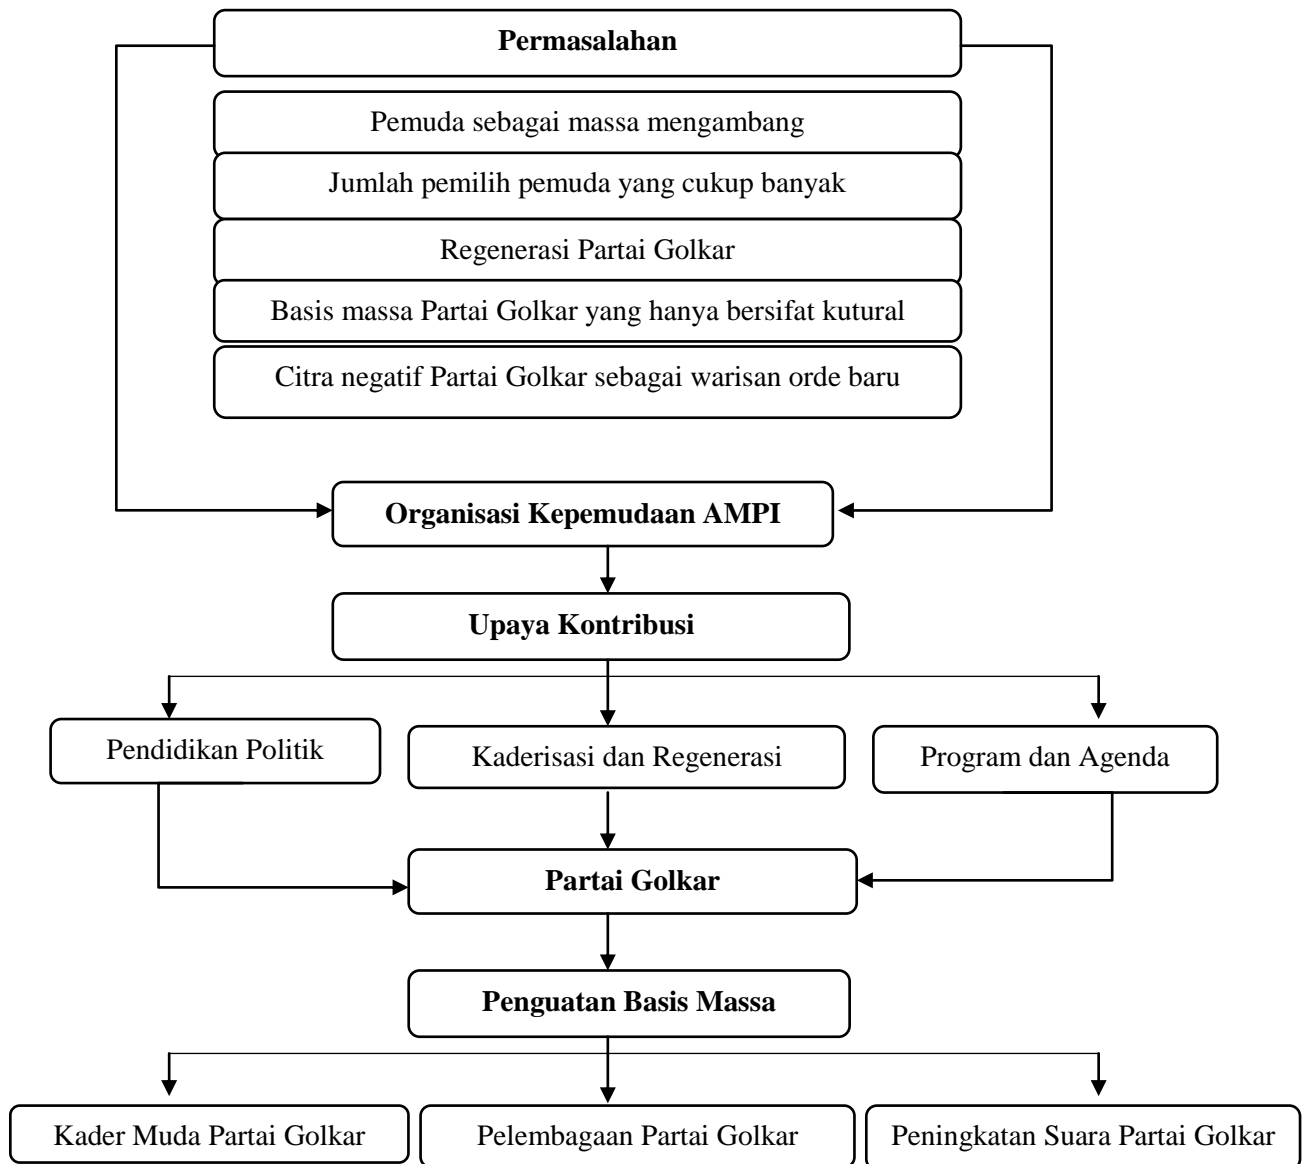 Permasalahan
Pemuda sebagai massa mengambang
Jumlah pemilih pemuda yang cukup banyak
Regenerasi Partai Golkar
Basis massa Partai Golkar yang hanya bersifat kutural
Citra negatif Partai Golkar sebagai warisan orde baru
Organisasi Kepemudaan AMPI
Upaya Kontribusi
Pendidikan Politik
Kaderisasi dan Regenerasi
Program dan Agenda
Partai Golkar
Penguatan Basis Massa
Kader Muda Partai Golkar
Pelembagaan Partai Golkar
Peningkatan Suara Partai Golkar